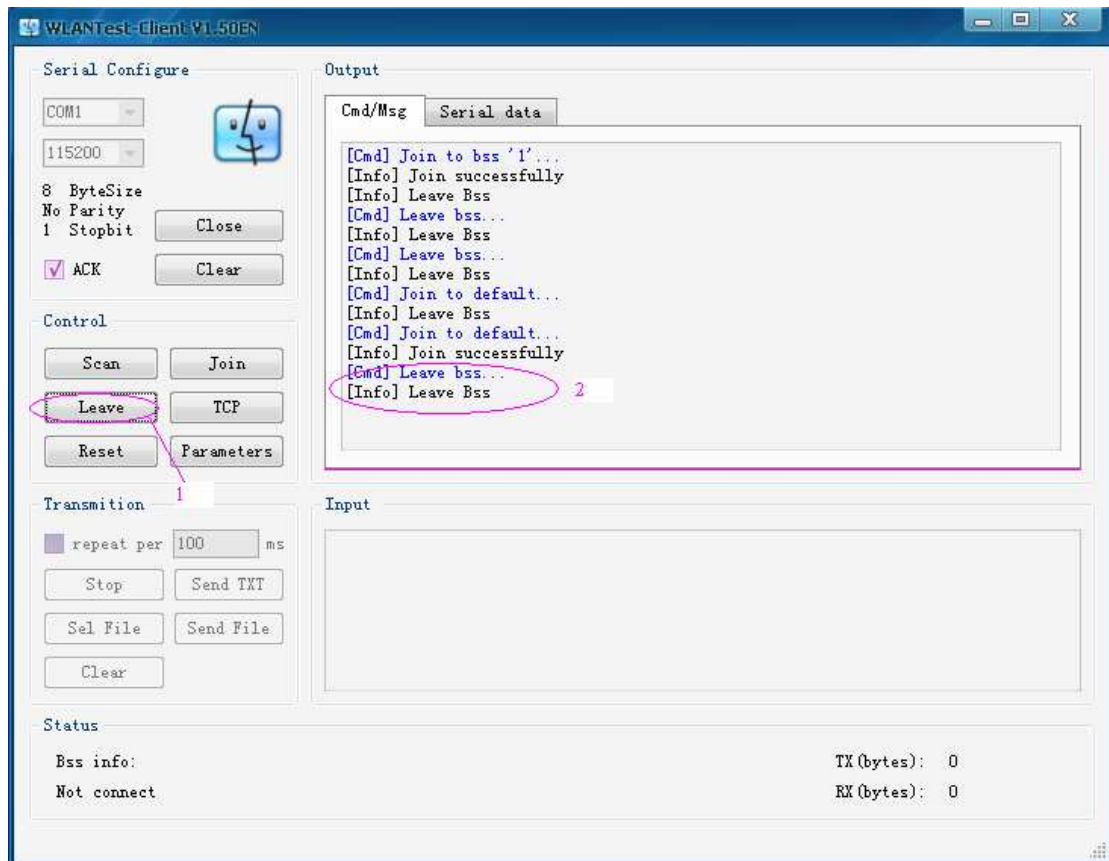 WLANTest-Client V1.50EN
Serial Configure
COM1
115200
8 ByteSize
No Parity
1 Stopbit
Close
ACK
Clear
Control
Scan
Join
Leave
TCP
Reset
Parameters
1
Transmition
repeat per 100 ms
Stop
Send TXT
Sel File
Send File
Clear
Output
Cmd/Msg
Serial data
[Cmd] Join to bss '1'...
[Info] Join successfully
[Info] Leave Bss
[Cmd] Leave bss...
[Info] Leave Bss
[Cmd] Leave bss...
[Info] Leave Bss
[Cmd] Join to default...
[Info] Leave Bss
[Cmd] Join to default...
[Info] Join successfully
[Cmd] Leave bss...
[Info] Leave Bss
2
Input
Status
Bss info:
Not connect
TX(bytes): 0
RX(bytes): 0